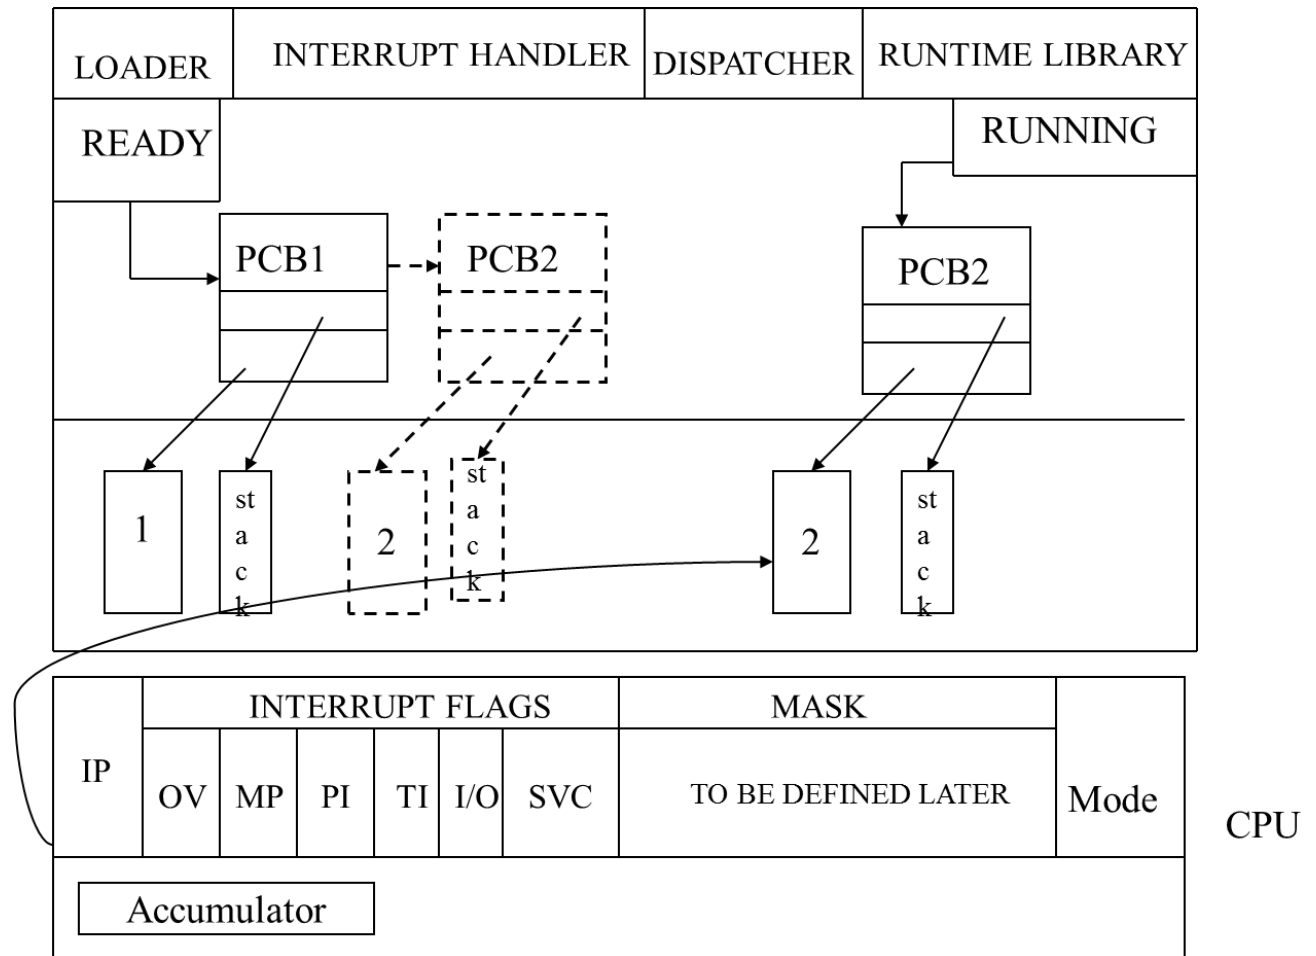 LOADER
INTERRUPT HANDLER
DISPATCHER
RUNTIME LIBRARY
READY
RUNNING
PCB1
PCB2
PCB2
1
st
a
c
k
2
st
a
c
k
2
st
a
c
k
INTERRUPT FLAGS
MASK
IP
OV
MP
PI
TI
I/O
SVC
TO BE DEFINED LATER
Mode
CPU
Accumulator